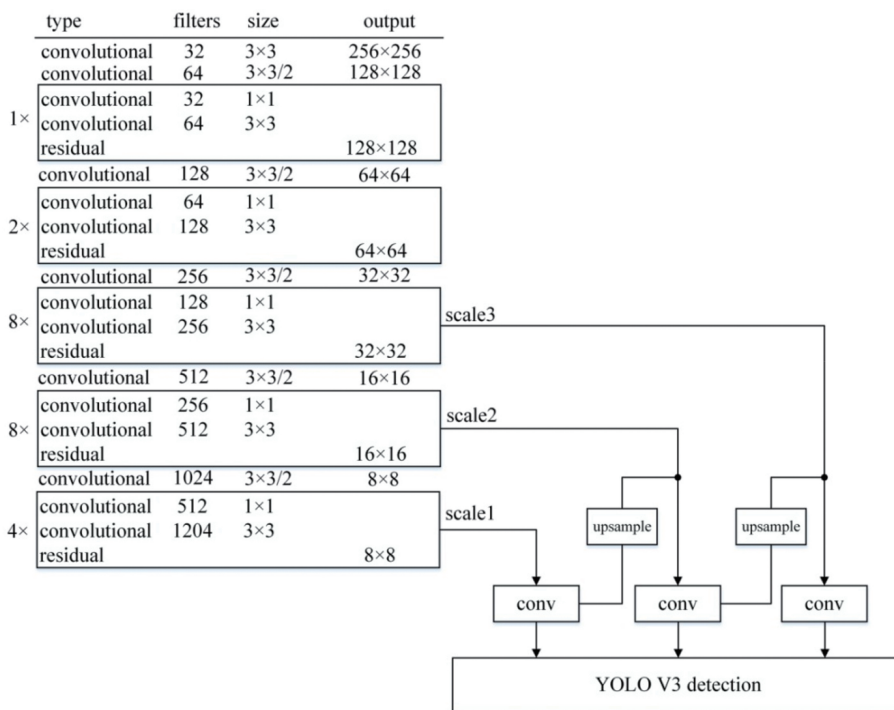 type filters size output
convolutional 32 3×3 256×256
convolutional 64 3×3/2 128×128
convolutional 32 1×1
1× convolutional 64 3×3
residual 128×128
convolutional 128 3×3/2 64×64
convolutional 64 1×1
2× convolutional 128 3×3
residual 64×64
convolutional 256 3×3/2 32×32
convolutional 128 1×1
8× convolutional 256 3×3
residual 32×32
scale3
convolutional 512 3×3/2 16×16
convolutional 256 1×1
8× convolutional 512 3×3
residual 16×16
scale2
convolutional 1024 3×3/2 8×8
convolutional 512 1×1
4× convolutional 1204 3×3
residual 8×8
scale1
upsample upsample
conv conv conv
YOLO V3 detection